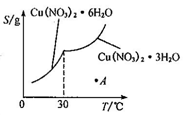 S/g
Cu(NO₃)₂・6H₂O
Cu(NO₃)₂・3H₂O
A
0
30
T/℃